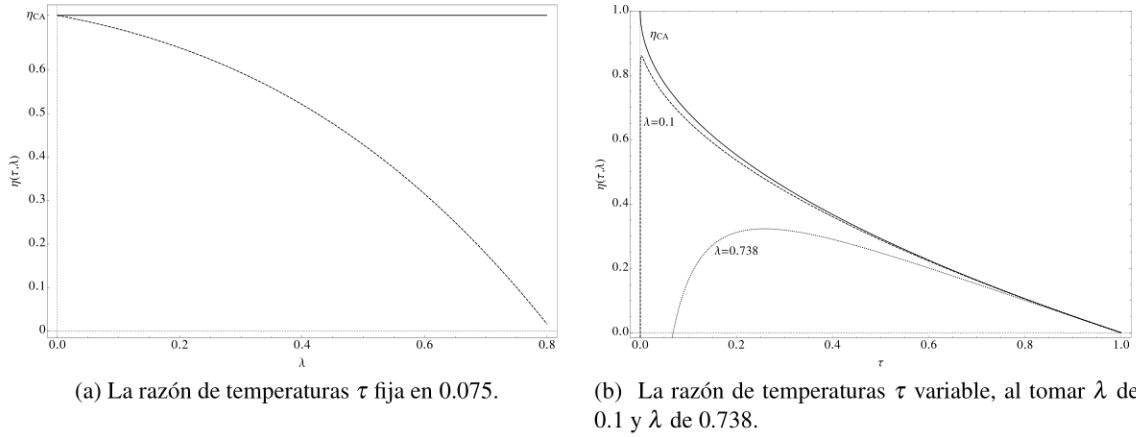 η_CA
0.6
0.5
0.4
0.3
0.2
0.1
0
η(τ,λ)
0.0
0.2
0.4
0.6
0.8
λ
(a) La razón de temperaturas τ fija en 0.075.
1.0
0.8
0.6
0.4
0.2
0.0
η(τ,λ)
η_CA
λ=0.1
λ=0.738
0.0
0.2
0.4
0.6
0.8
1.0
τ
(b) La razón de temperaturas τ variable, al tomar λ de
0.1 y λ de 0.738.